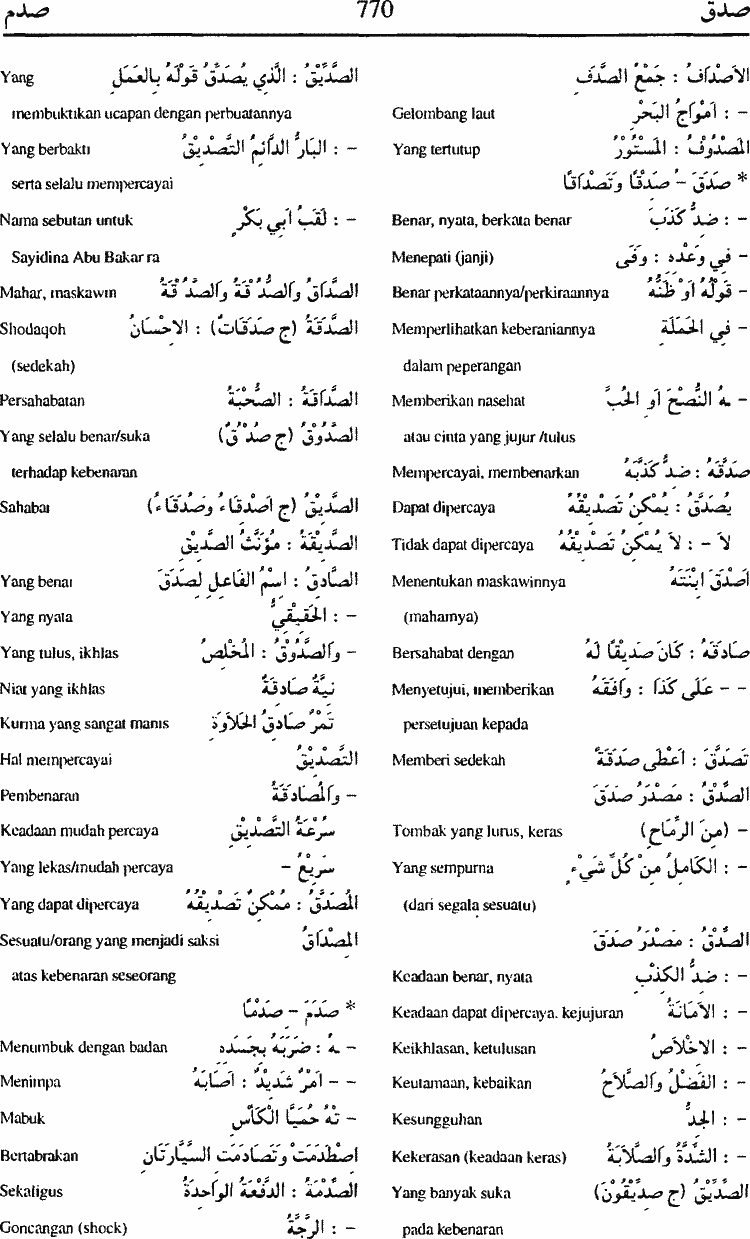 صدق 770 صدم
الأَصْدَافُ : جَمْعُ الصَّدَفِ
Gelombang laut - : اَمْوَاجُ البَحْرِ
Yang tertutup المَصْدُوْفُ : المَسْتُوْرُ
* صَدَقَ - صِدْقًا وَتَصْدَاقًا
Benar, nyata, berkata benar - : ضِدُّ كَذَبَ
Menepati (janji) - فِي وَعْدِهِ : وَفَى
Benar perkataannya/perkiraannya - قَوْلُهُ اَوْ ظَنُّهُ
Memperlihatkan keberaniannya - فِي الحَمْلَةِ
dalam peperangan
Memberikan nasehat - ـهُ النُّصْحَ اَوِ الحُبَّ
atau cinta yang jujur /tulus
Mempercayai, membenarkan صَدَّقَهُ : ضِدُّ كَذَّبَهُ
Dapat dipercaya يُصَدَّقُ : يُمْكِنُ تَصْدِيْقُهُ
Tidak dapat dipercaya لاَ - : لاَ يُمْكِنُ تَصْدِيْقُهُ
Menentukan maskawinnya اَصْدَقَ ابْنَتَهُ
(maharnya)
Bersahabat dengan صَادَقَهُ : كَانَ صَدِيْقًا لَهُ
Menyetujui, memberikan - - عَلَى كَذَا : وَافَقَهُ
persetujuan kepada
Memberi sedekah تَصَدَّقَ : اَعْطَى صَدَقَةً
الصَّدْقُ : مَصْدَرُ صَدَقَ
Tombak yang lurus, keras - (مِنَ الرِّمَاحِ)
Yang sempurna - : الكَامِلُ مِنْ كُلِّ شَيْءٍ
(dari segala sesuatu)
الصِّدْقُ : مَصْدَرُ صَدَقَ
Keadaan benar, nyata - : ضِدُّ الكَذِبِ
Keadaan dapat dipercaya, kejujuran - : الأَمَانَةُ
Keikhlasan, ketulusan - : الاِخْلاَصُ
Keutamaan, kebaikan - : الفَضْلُ وَالصَّلاَحُ
Kesungguhan - : الجِدُّ
Kekerasan (keadaan keras) - : الشِّدَّةُ وَالصَّلاَبَةُ
Yang banyak suka الصِّدِّيْقُ (ج صِدِّيْقُوْنَ)
pada kebenaran
Yang الصِّدِّيْقُ : الَّذِي يُصَدِّقُ قَوْلَهُ بِالعَمَلِ
membuktikan ucapan dengan perbuatannya
Yang berbakti - : البَارُّ الدَّائِمُ التَّصْدِيْقِ
serta selalu mempercayai
Nama sebutan untuk - : لَقَبُ اَبِي بَكْرٍ
Sayidina Abu Bakar ra
Mahar, maskawin الصَّدَاقُ وَالصَّدُقَةُ وَالصُّدْقَةُ
Shodaqoh الصَّدَقَةُ (ج صَدَقَاتٌ) : الاِحْسَانُ
(sedekah)
Persahabatan الصَّدَاقَةُ : الصُّحْبَةُ
Yang selalu benar/suka الصَّدُوْقُ (ج صُدُقٌ)
terhadap kebenaran
Sahabat الصَّدِيْقُ (ج اَصْدِقَاءُ وَصُدَقَاءُ)
الصَّدِيْقَةُ : مُؤَنَّثُ الصَّدِيْقِ
Yang benar الصَّادِقُ : اسْمُ الفَاعِلِ لِصَدَقَ
Yang nyata - : الحَقِيْقِيُّ
Yang tulus, ikhlas - وَالصَّدُوْقُ : المُخْلِصُ
Niat yang ikhlas نِيَّةٌ صَادِقَةٌ
Kurma yang sangat manis تَمْرٌ صَادِقُ الحَلاَوَةِ
Hal mempercayai التَّصْدِيْقُ
Pembenaran - وَالمُصَادَقَةُ
Keadaan mudah percaya سُرْعَةُ التَّصْدِيْقِ
Yang lekas/mudah percaya سَرِيْعُ -
Yang dapat dipercaya المُصَدَّقُ : مُمْكِنٌ تَصْدِيْقُهُ
Sesuatu/orang yang menjadi saksi المِصْدَاقُ
atas kebenaran seseorang
* صَدَمَ - صَدْمًا
Menumbuk dengan badan - ـهُ : ضَرَبَهُ بِجَسَدِهِ
Menimpa - - اَمْرٌ شَدِيْدٌ : اَصَابَهُ
Mabuk - تْهُ حُمَيَّا الكَأْسِ
Bertabrakan اصْطَدَمَتْ وَتَصَادَمَتِ السَّيَّارَتَانِ
Sekaligus الصَّدْمَةُ : الدَّفْعَةُ الوَاحِدَةُ
Goncangan (shock) - : الرَّجَّةُ